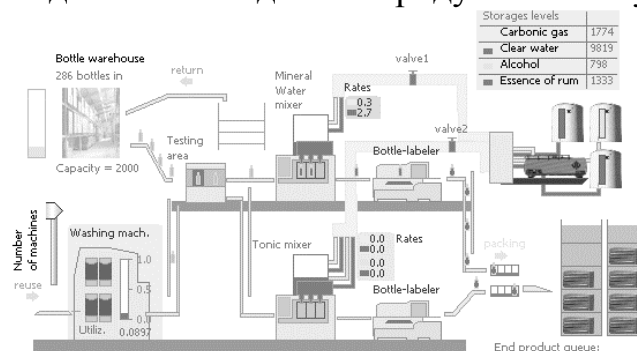 Storages levels
Carbonic gas 1774
Clear water 9819
Alcohol 798
Essence of rum 1333
Bottle warehouse
286 bottles in
return
Capacity = 2000
Testing
area
Mineral
Water
mixer
Rates
0.3
2.7
valve1
valve2
Bottle-labeler
Number
of machines
reuse
Washing mach.
1.0
0.5
0.0
Utiliz. 0.0897
Tonic mixer
0.0
0.0
0.0
0.0
Rates
Bottle-labeler
packing
End product queue: